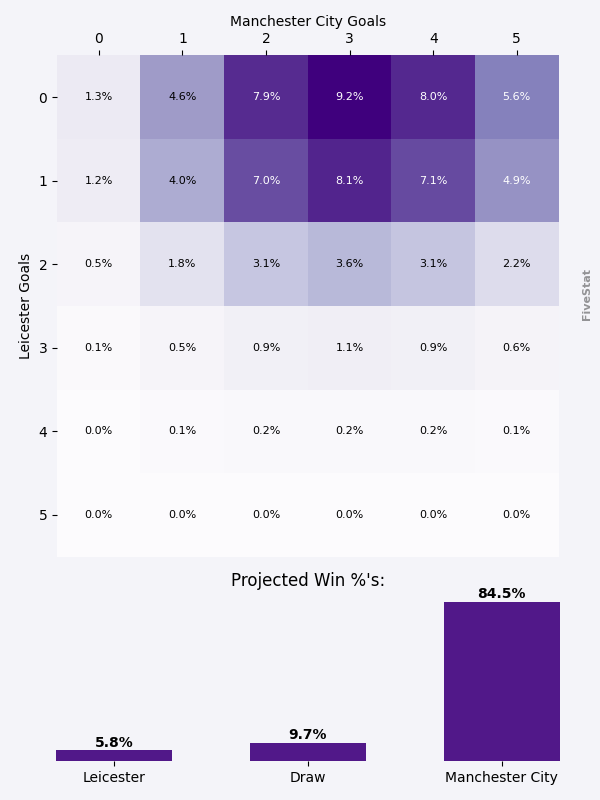 Manchester City Goals
0 1 2 3 4 5
0 1.3% 4.6% 7.9% 9.2% 8.0% 5.6%
1 1.2% 4.0% 7.0% 8.1% 7.1% 4.9%
2 0.5% 1.8% 3.1% 3.6% 3.1% 2.2%
3 0.1% 0.5% 0.9% 1.1% 0.9% 0.6%
4 0.0% 0.1% 0.2% 0.2% 0.2% 0.1%
5 0.0% 0.0% 0.0% 0.0% 0.0% 0.0%
Leicester Goals
FiveStat
Projected Win %'s:
5.8% 9.7% 84.5%
Leicester Draw Manchester City